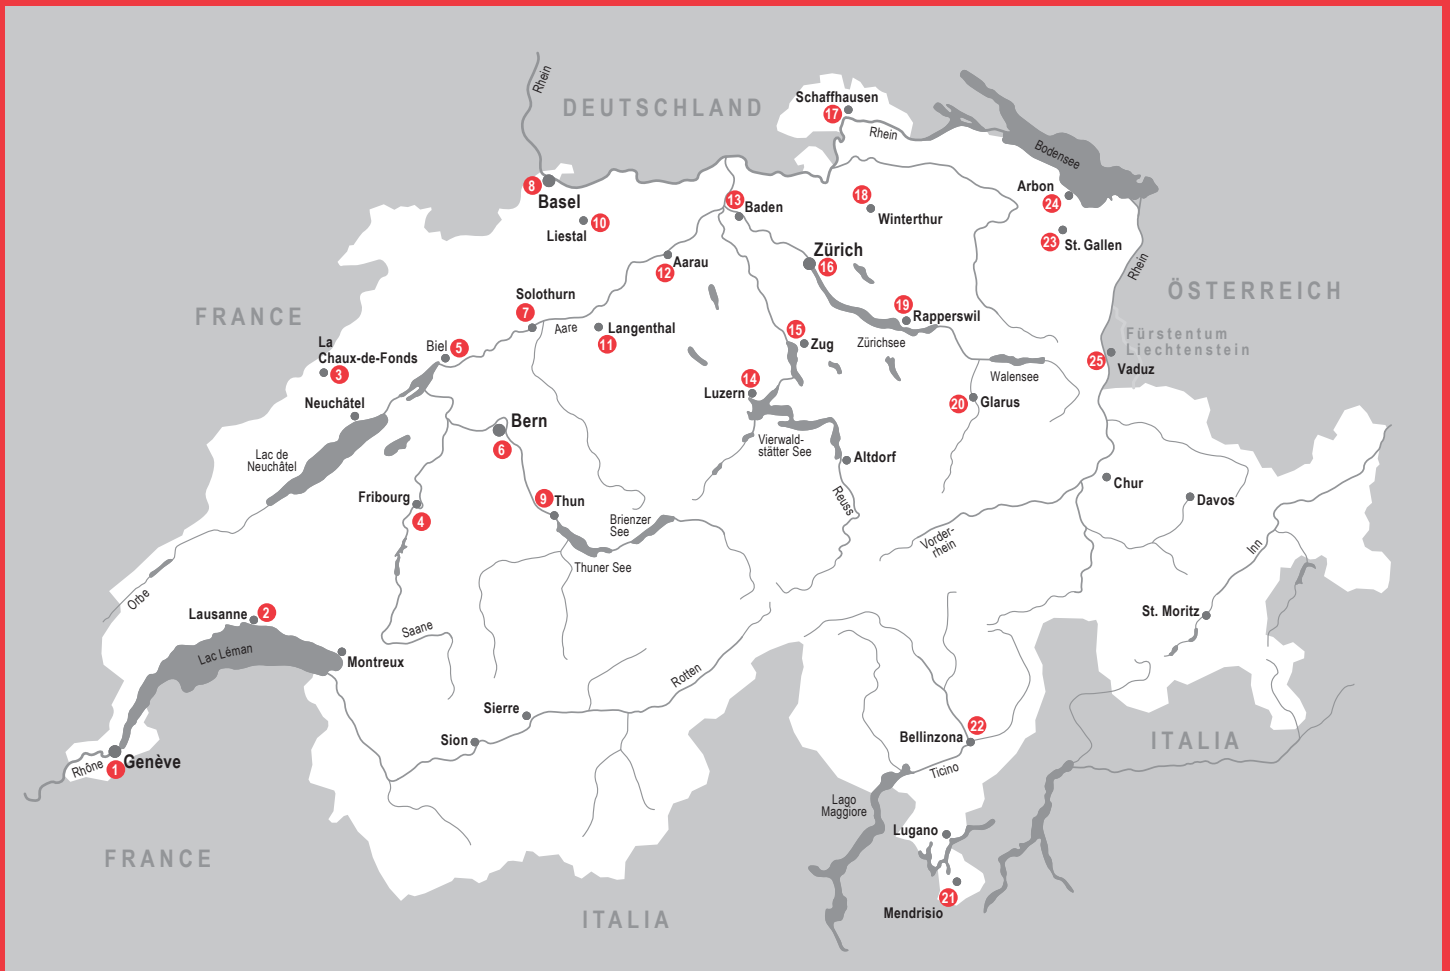 Rhein
DEUTSCHLAND
Schaffhausen
17
Rhein
Bodensee
8
Basel
10
Liestal
13
Baden
18
Winterthur
Arbon
24
23
St. Gallen
Rhein
12
Aarau
Zürich
16
ÖSTERREICH
FRANCE
Solothurn
7
Aare
Langenthal
11
15
Zug
19
Rapperswil
Zürichsee
Fürstentum
Liechtenstein
25
Vaduz
La
Chaux-de-Fonds
3
Biel
5
Neuchâtel
14
Luzern
Walensee
20
Glarus
Bern
6
Lac de
Neuchâtel
Vierwald-
stätter See
Altdorf
Reuss
Chur
Davos
Fribourg
4
9
Thun
Brienzer
See
Thuner See
Vorder-
rhein
Inn
Orbe
Lausanne
2
Saane
St. Moritz
Lac Léman
Montreux
Rotten
Sierre
Sion
22
Bellinzona
ITALIA
Genève
1
Rhône
Ticino
Lago
Maggiore
Lugano
FRANCE
21
Mendrisio
ITALIA